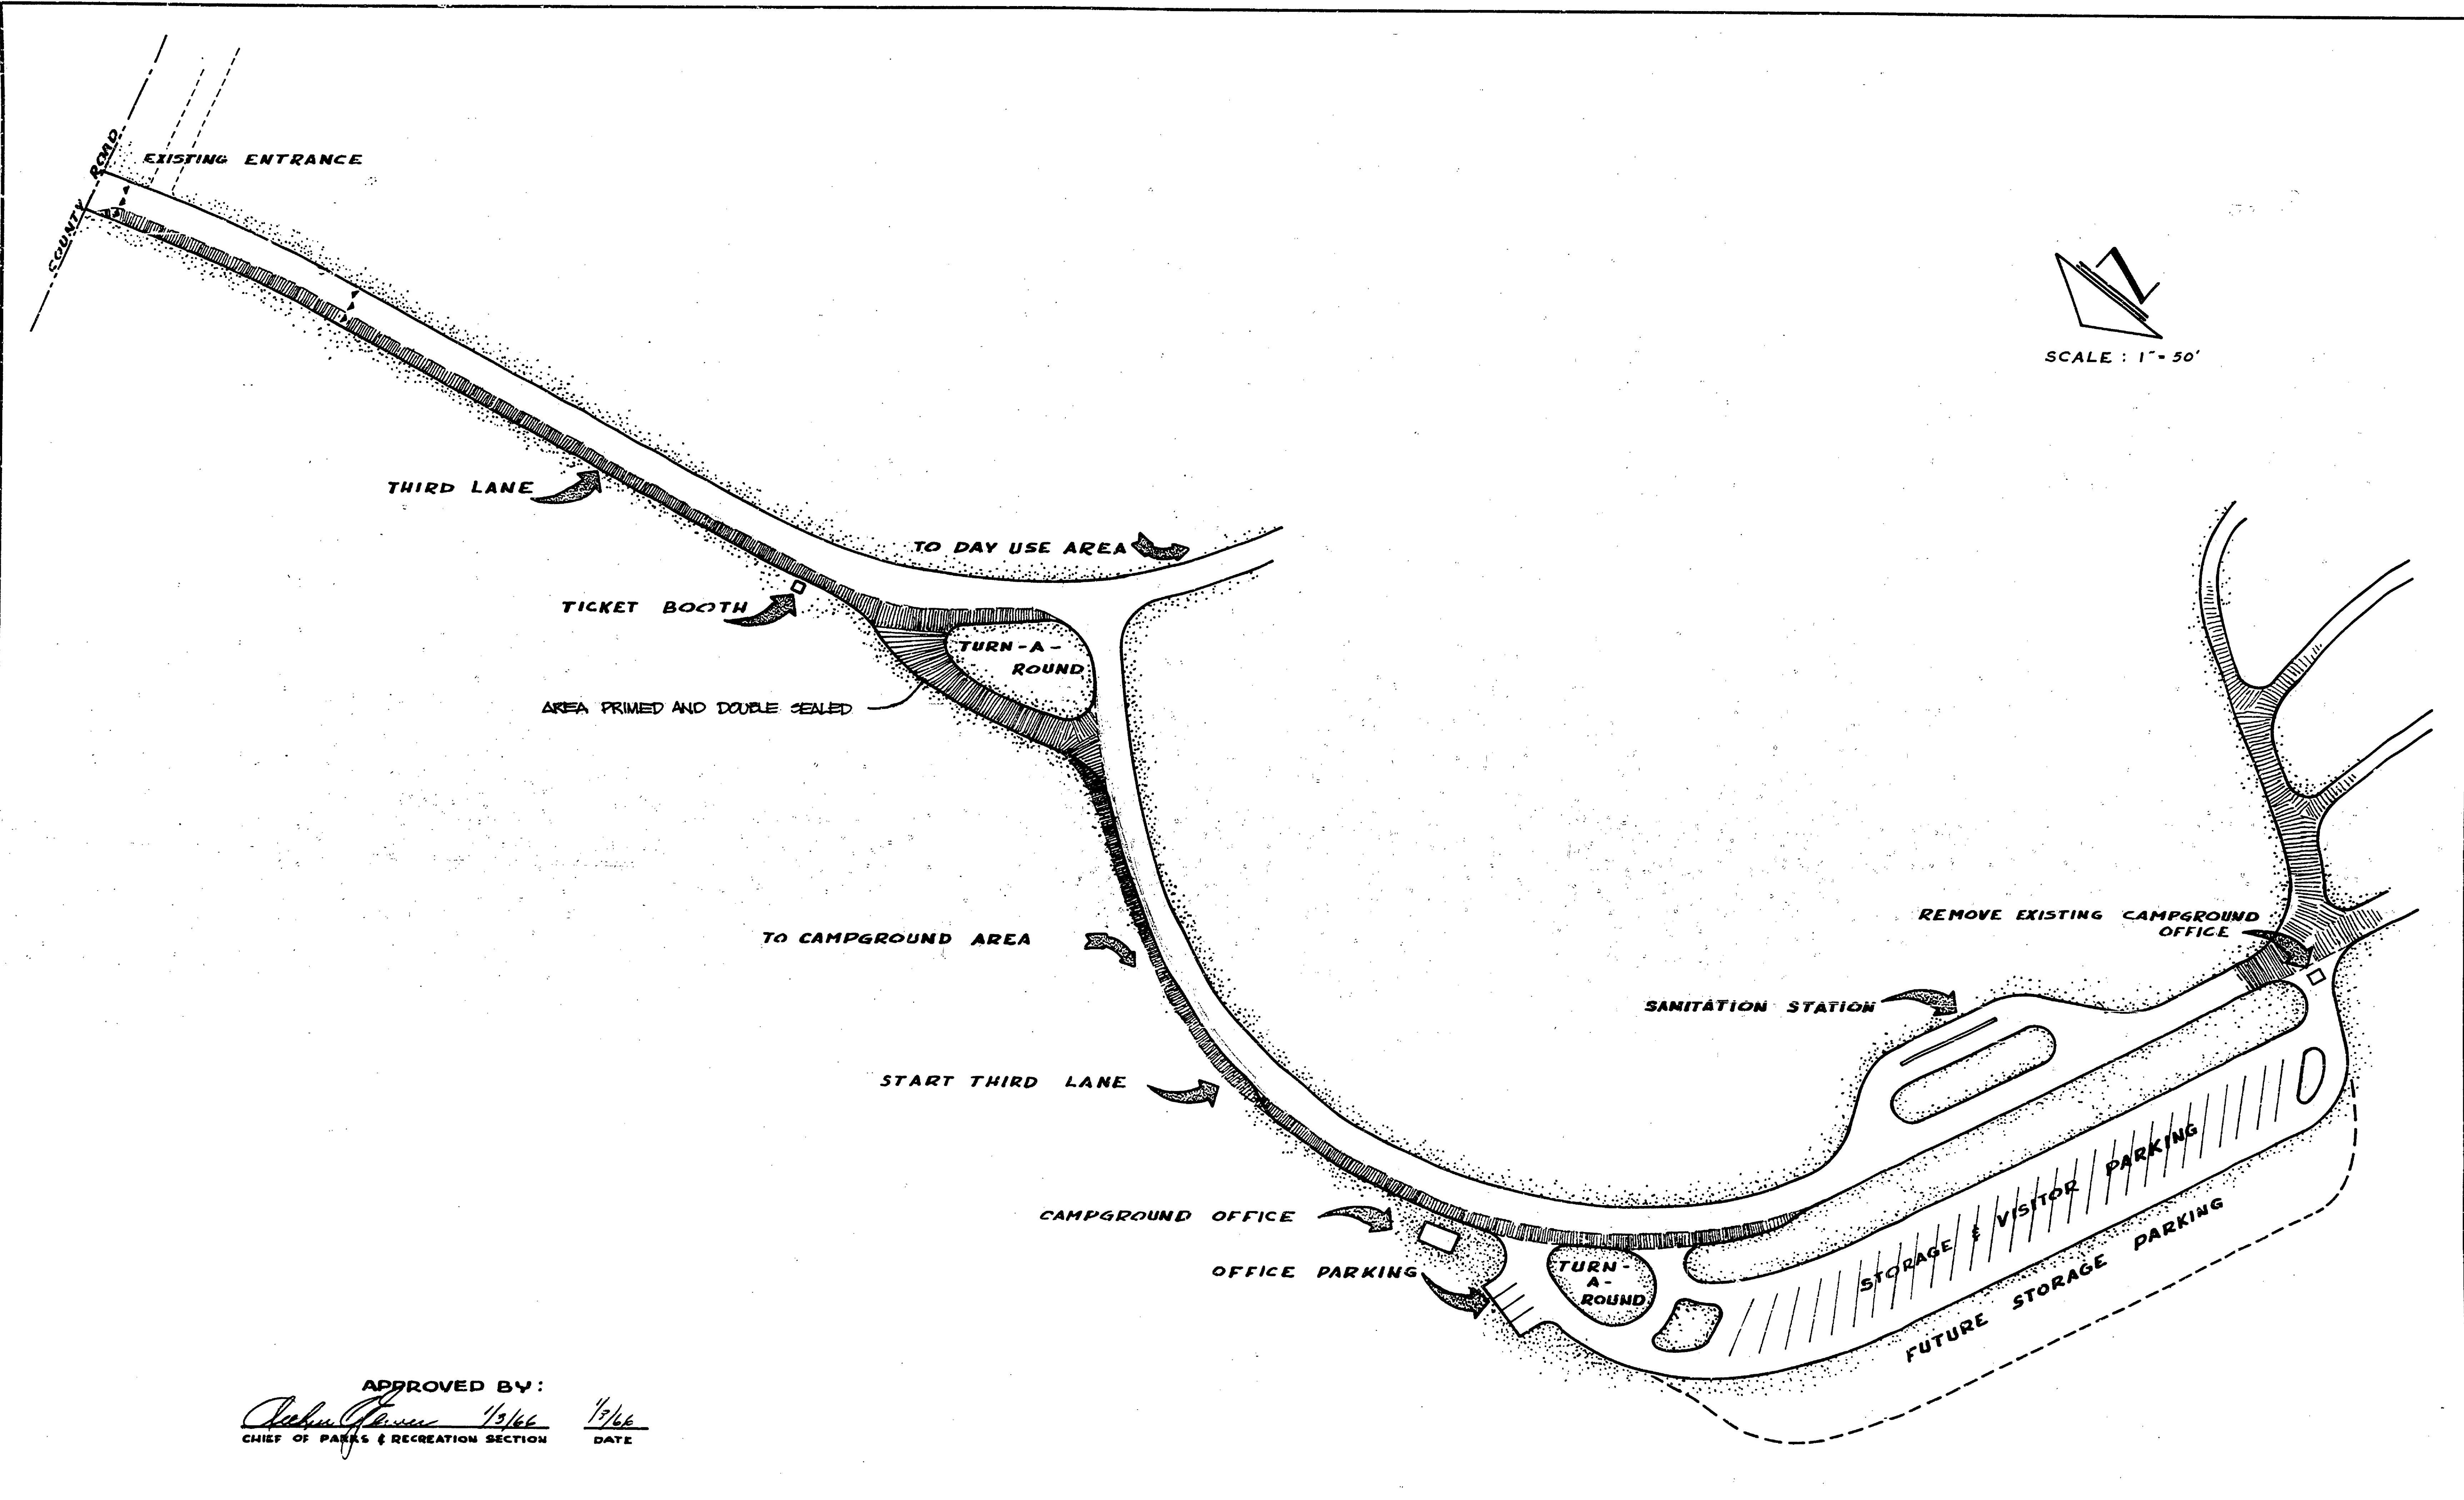 COUNTY ROAD
EXISTING ENTRANCE
N
SCALE : 1" = 50'
THIRD LANE
TO DAY USE AREA
TICKET BOOTH
TURN-A-
ROUND
AREA PRIMED AND DOUBLE SEALED
TO CAMPGROUND AREA
REMOVE EXISTING CAMPGROUND
OFFICE
SANITATION STATION
START THIRD LANE
CAMPGROUND OFFICE
OFFICE PARKING
TURN-
A-
ROUND
STORAGE & VISITOR PARKING
FUTURE STORAGE PARKING
APPROVED BY:
1/3/66 1/3/66
CHIEF OF PARKS & RECREATION SECTION DATE